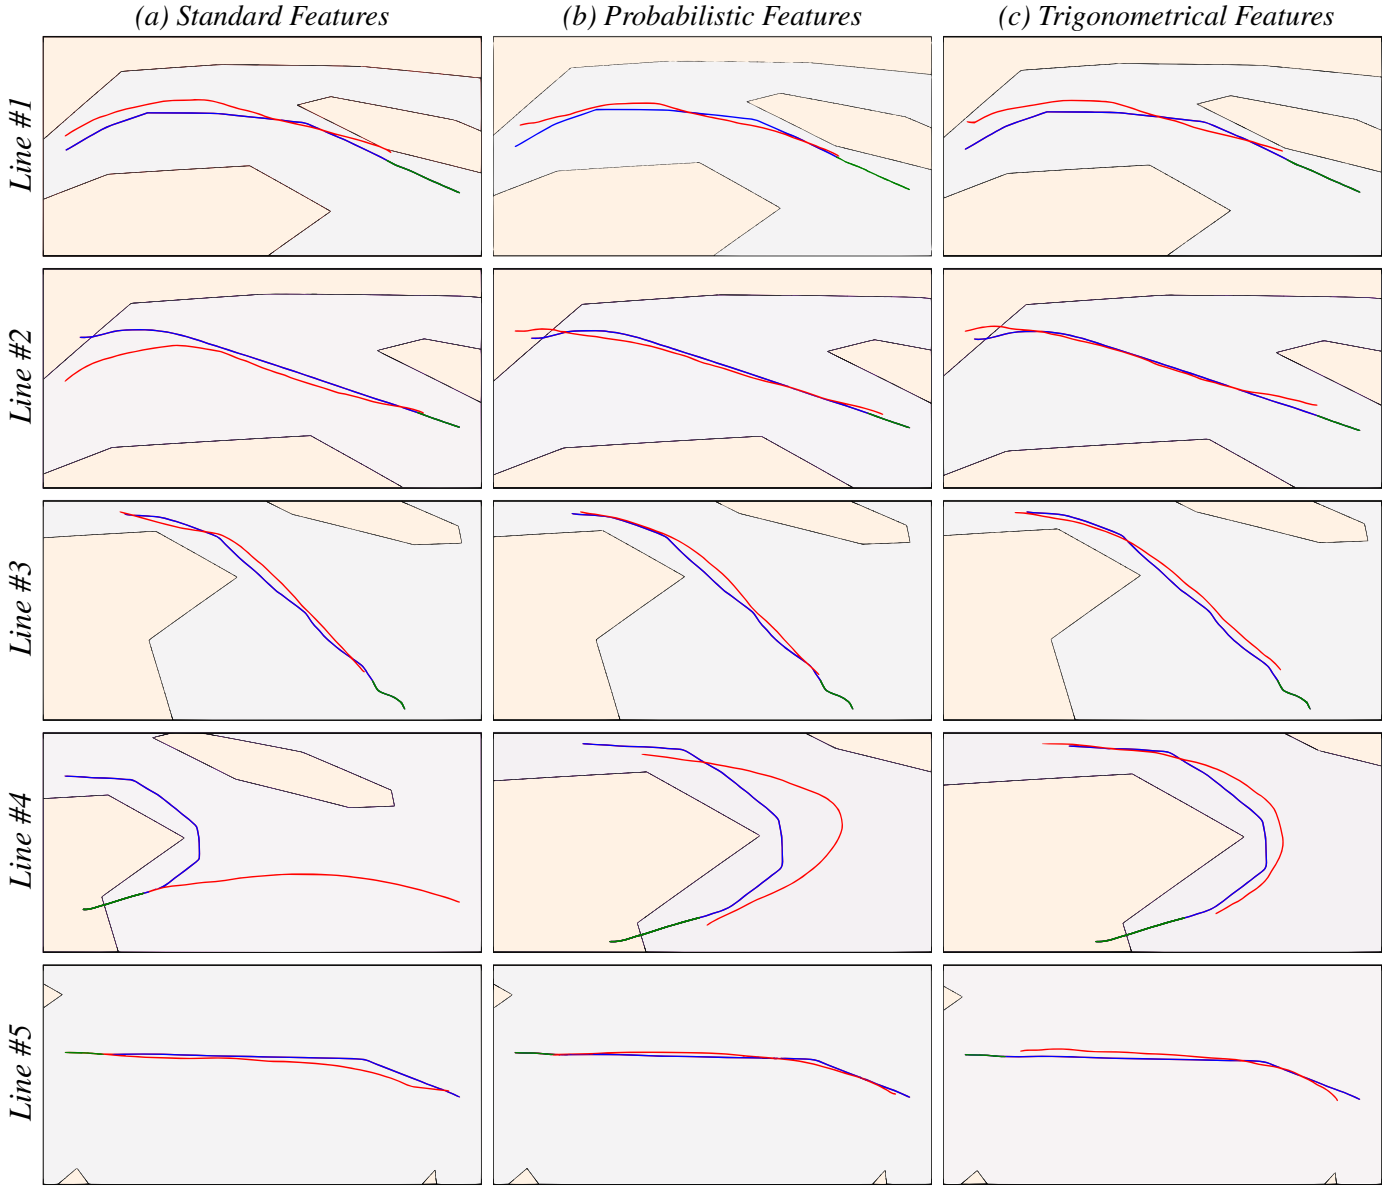 (a) Standard Features
(b) Probabilistic Features
(c) Trigonometrical Features
Line #1
Line #2
Line #3
Line #4
Line #5